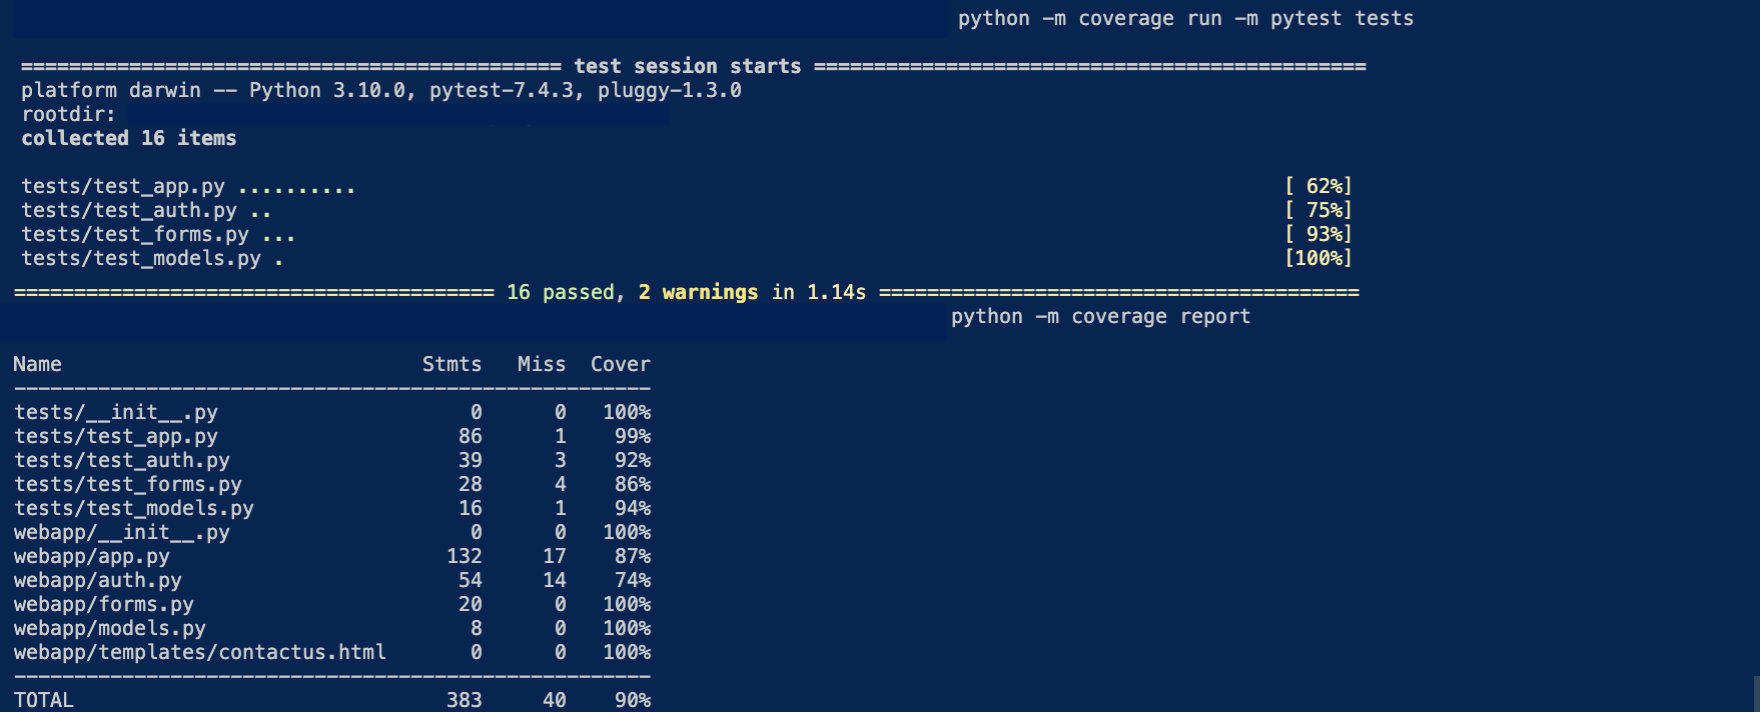 python -m coverage run -m pytest tests
============================================= test session starts ==============================================
platform darwin -- Python 3.10.0, pytest-7.4.3, pluggy-1.3.0
rootdir:
collected 16 items
tests/test_app.py .......... [ 62%]
tests/test_auth.py .. [ 75%]
tests/test_forms.py ... [ 93%]
tests/test_models.py . [100%]
======================================== 16 passed, 2 warnings in 1.14s ========================================
python -m coverage report
Name Stmts Miss Cover
-----------------------------------------------------
tests/__init__.py 0 0 100%
tests/test_app.py 86 1 99%
tests/test_auth.py 39 3 92%
tests/test_forms.py 28 4 86%
tests/test_models.py 16 1 94%
webapp/__init__.py 0 0 100%
webapp/app.py 132 17 87%
webapp/auth.py 54 14 74%
webapp/forms.py 20 0 100%
webapp/models.py 8 0 100%
webapp/templates/contactus.html 0 0 100%
-----------------------------------------------------
TOTAL 383 40 90%